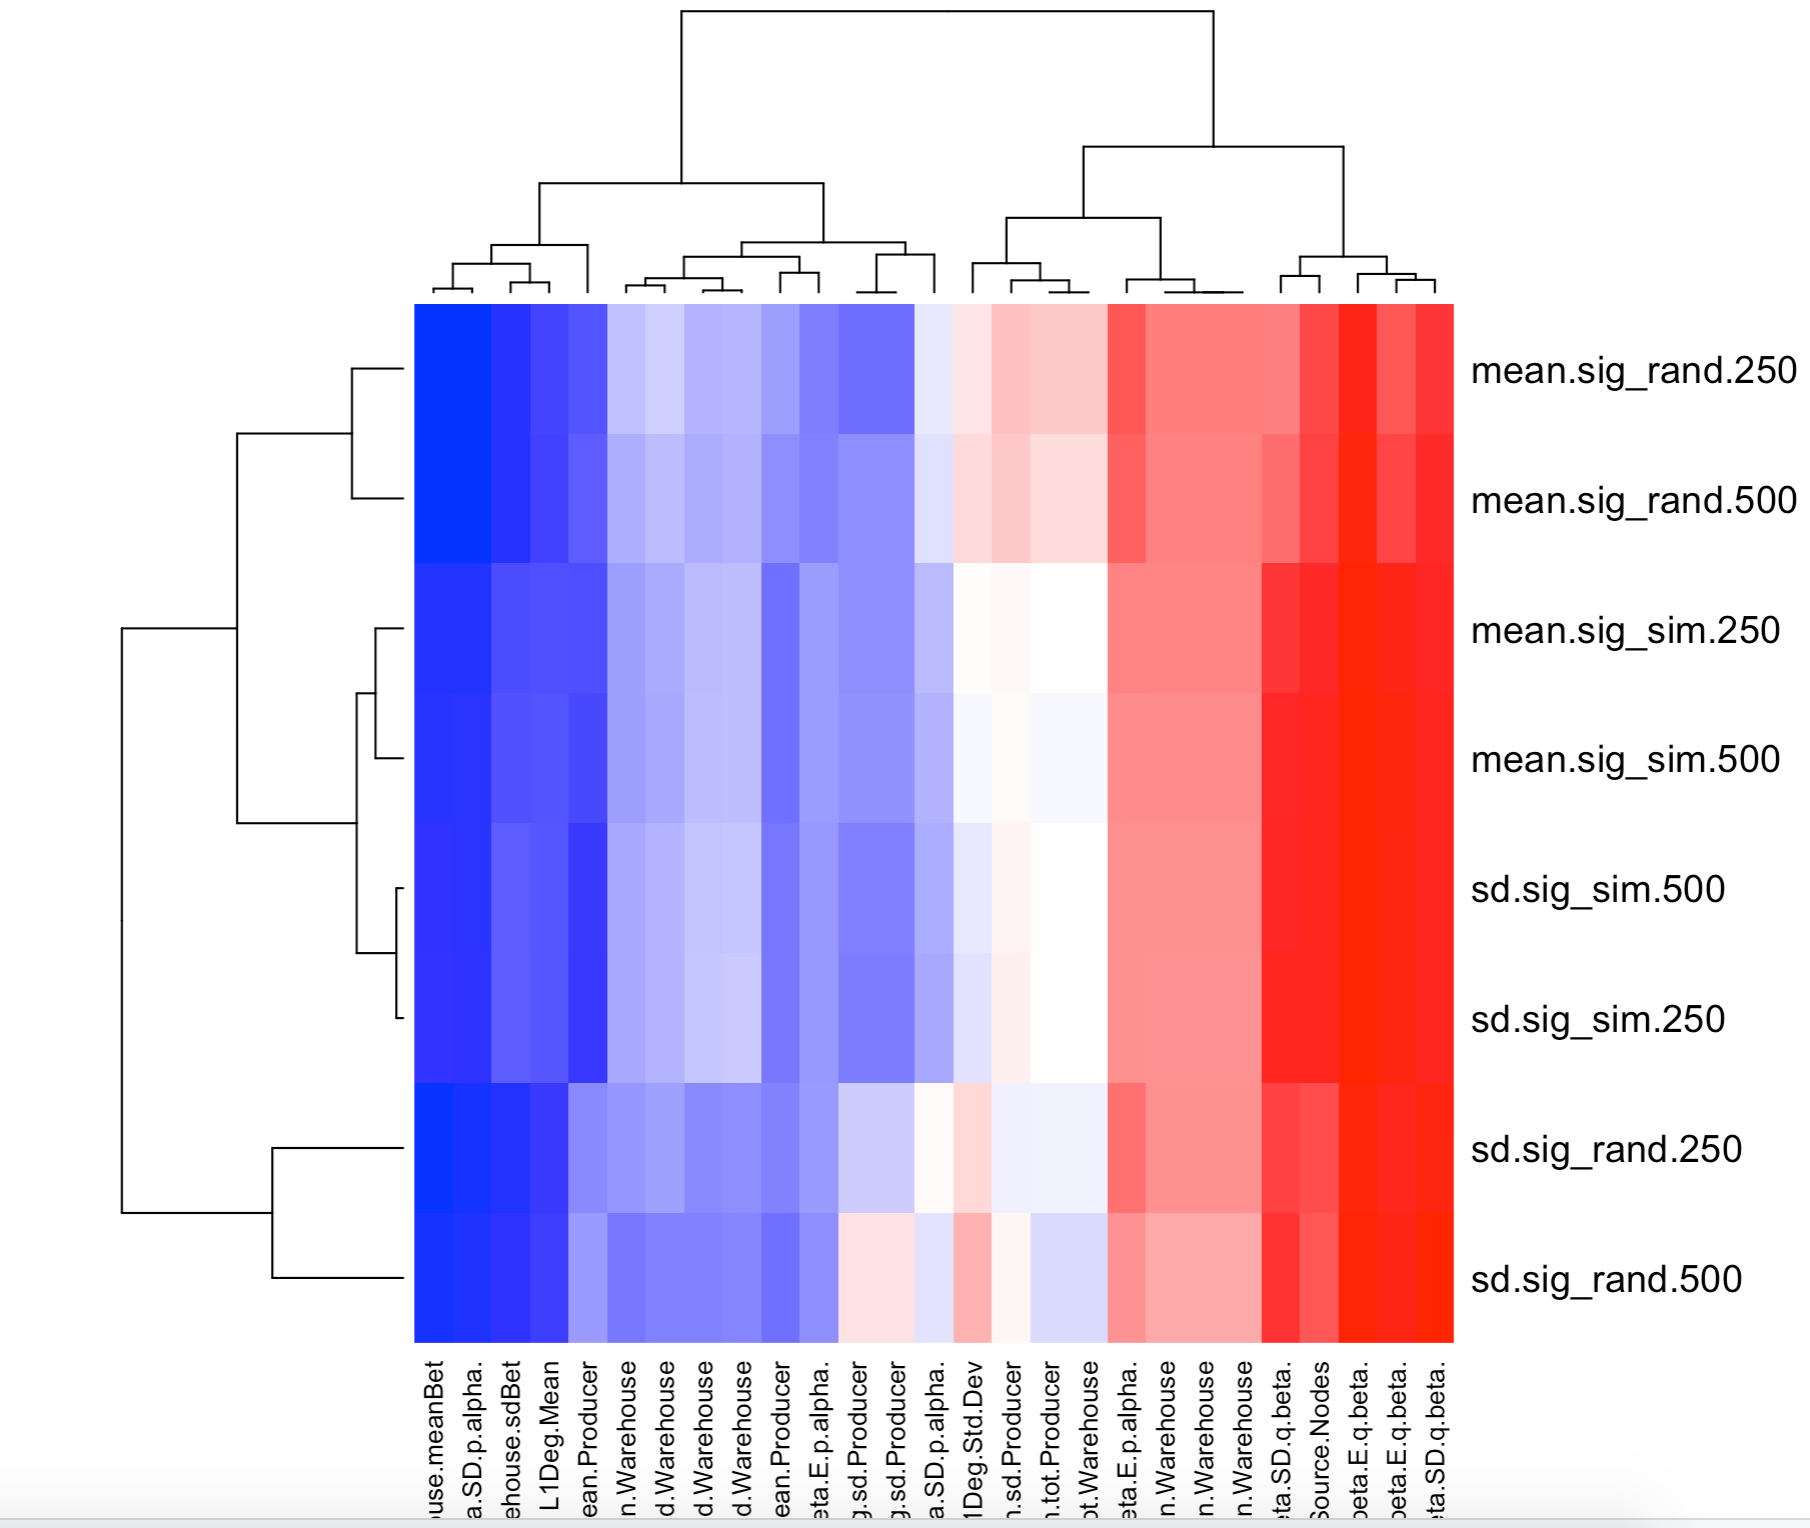 mean.sig_rand.250
mean.sig_rand.500
mean.sig_sim.250
mean.sig_sim.500
sd.sig_sim.500
sd.sig_sim.250
sd.sig_rand.250
sd.sig_rand.500
ouse.meanBet
a.SD.p.alpha.
ehouse.sdBet
L1Deg.Mean
ean.Producer
n.Warehouse
d.Warehouse
d.Warehouse
d.Warehouse
ean.Producer
eta.E.p.alpha.
g.sd.Producer
g.sd.Producer
a.SD.p.alpha.
1Deg.Std.Dev
n.sd.Producer
n.tot.Producer
ot.Warehouse
eta.E.p.alpha.
n.Warehouse
n.Warehouse
n.Warehouse
eta.SD.q.beta.
Source.Nodes
beta.E.q.beta.
beta.E.q.beta.
eta.SD.q.beta.